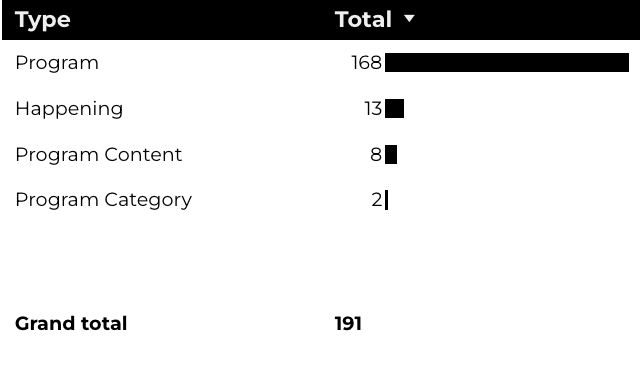 Type Total
Program 168
Happening 13
Program Content 8
Program Category 2
Grand total 191